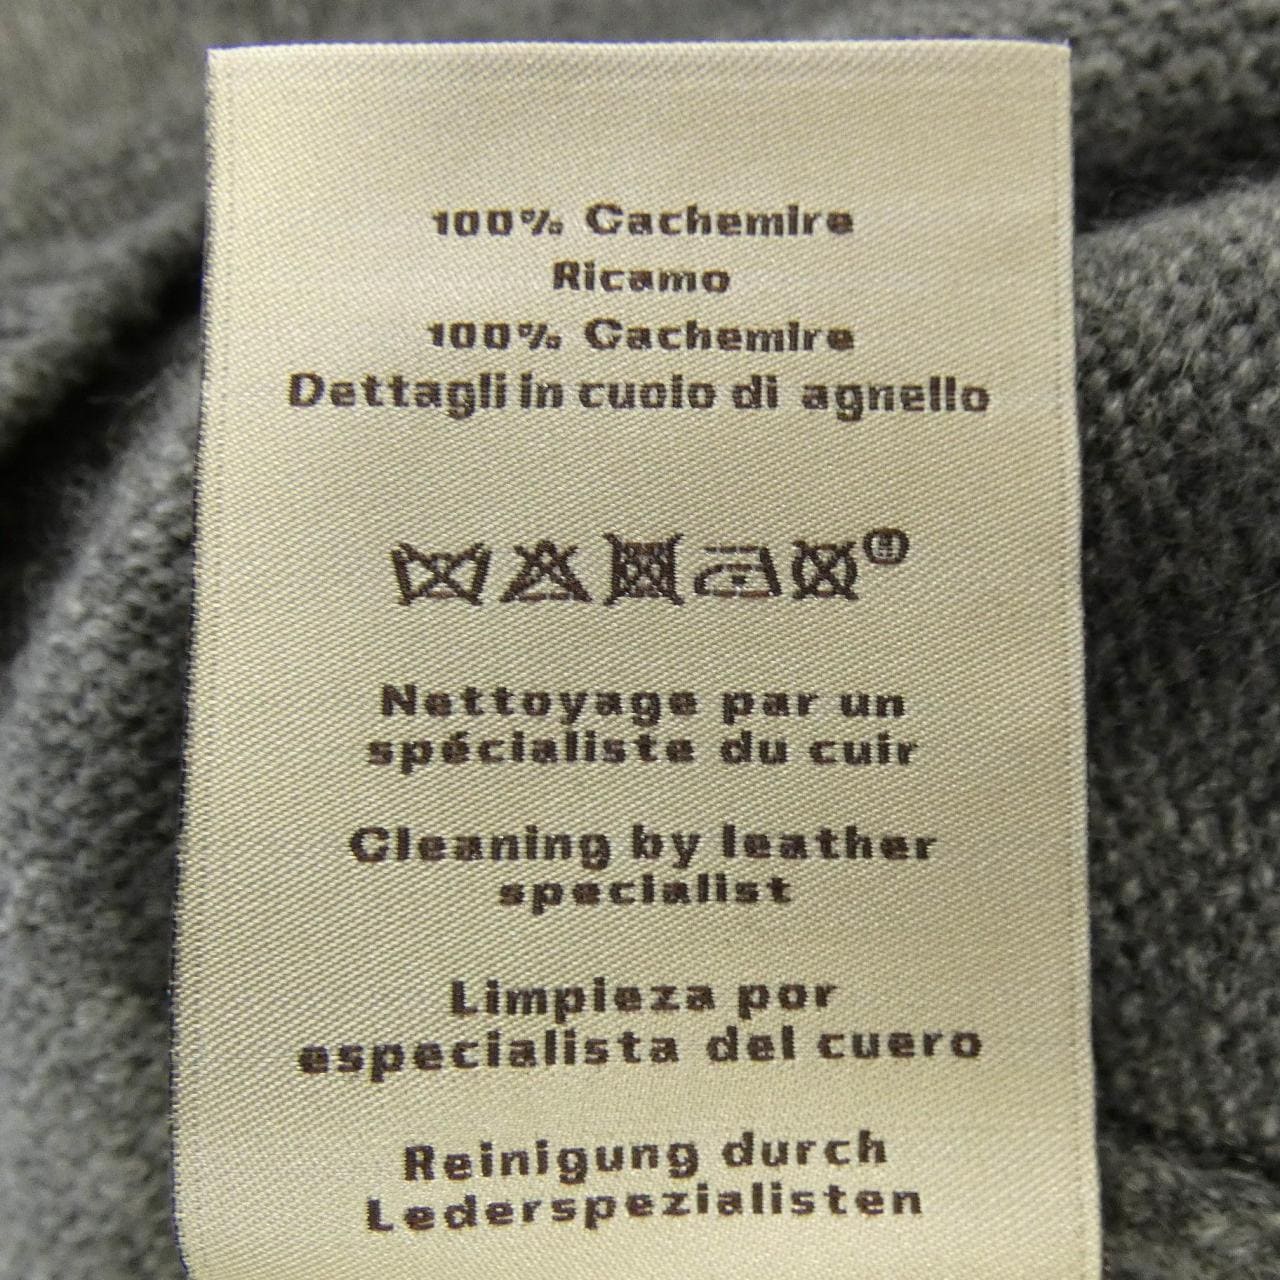 100% Cachemire
Ricamo
100% Cachemire
Dettagli in cuoio di agnello
H
Nettoyage par un
spécialiste du cuir
Cleaning by leather
specialist
Limpieza por
especialista del cuero
Reinigung durch
Lederspezialisten